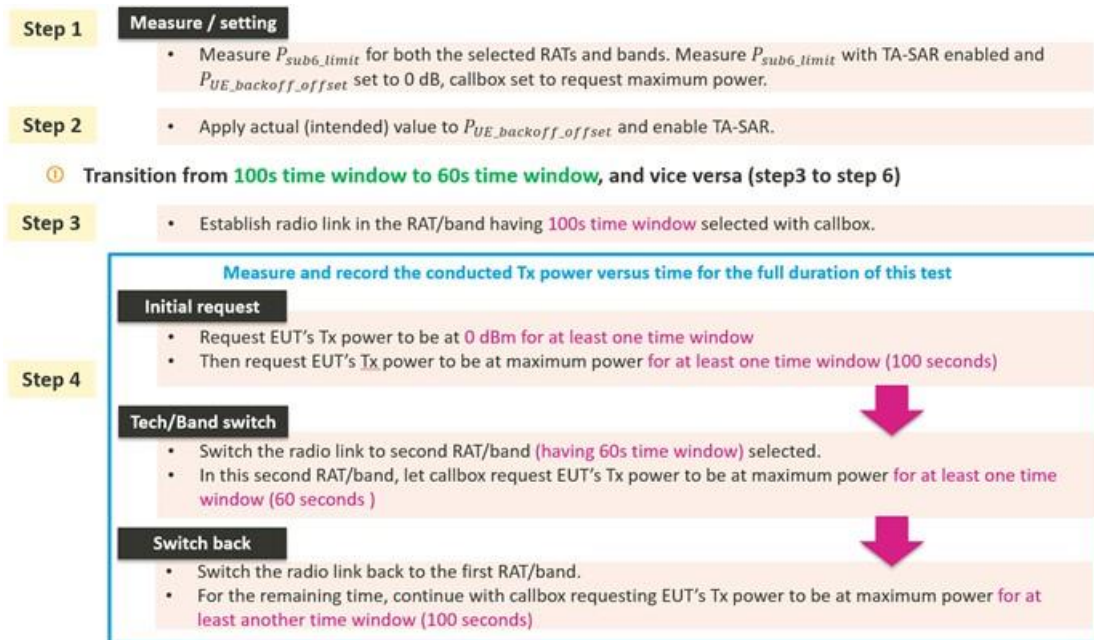 Step 1
Measure / setting
• Measure P_sub6_limit for both the selected RATs and bands. Measure P_sub6_limit with TA-SAR enabled and
P_UE_backoff_offset set to 0 dB, callbox set to request maximum power.
Step 2
• Apply actual (intended) value to P_UE_backoff_offset and enable TA-SAR.
① Transition from 100s time window to 60s time window, and vice versa (step3 to step 6)
Step 3
• Establish radio link in the RAT/band having 100s time window selected with callbox.
Measure and record the conducted Tx power versus time for the full duration of this test
Step 4
Initial request
• Request EUT's Tx power to be at 0 dBm for at least one time window
• Then request EUT's Tx power to be at maximum power for at least one time window (100 seconds)
Tech/Band switch
• Switch the radio link to second RAT/band (having 60s time window) selected.
• In this second RAT/band, let callbox request EUT's Tx power to be at maximum power for at least one time
window (60 seconds )
Switch back
• Switch the radio link back to the first RAT/band.
• For the remaining time, continue with callbox requesting EUT's Tx power to be at maximum power for at
least another time window (100 seconds)